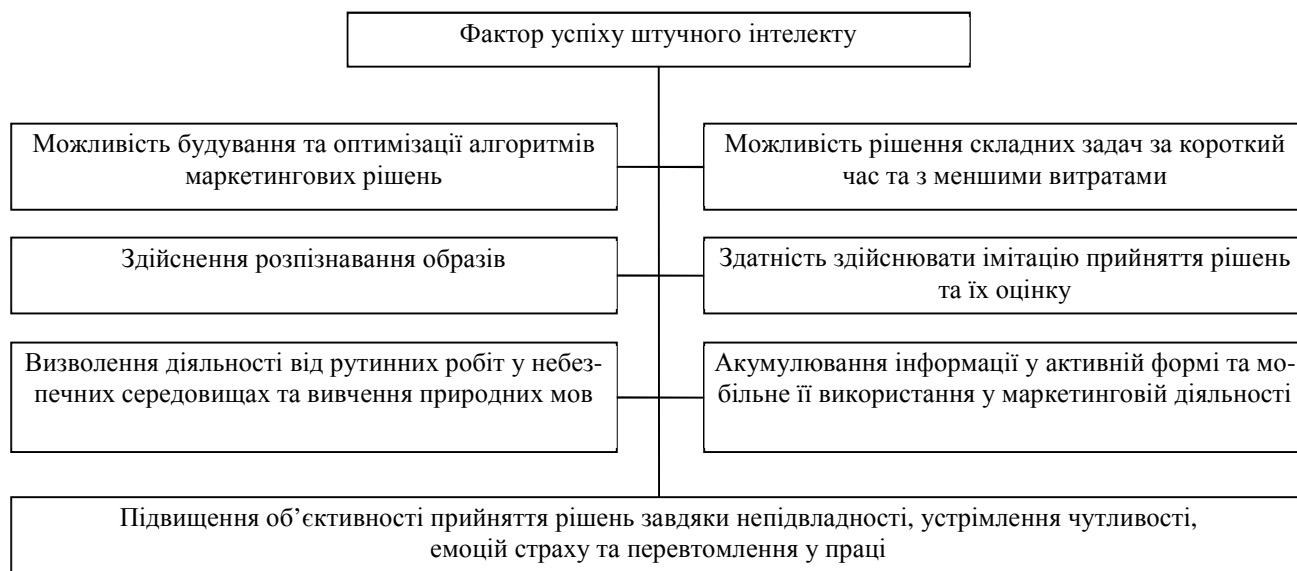 Фактор успіху штучного інтелекту
Можливість будування та оптимізації алгоритмів
маркетингових рішень
Можливість рішення складних задач за короткий
час та з меншими витратами
Здійснення розпізнавання образів
Здатність здійснювати імітацію прийняття рішень
та їх оцінку
Визволення діяльності від рутинних робіт у небез-
печних середовищах та вивчення природних мов
Акумулювання інформації у активній формі та мо-
більне її використання у маркетинговій діяльності
Підвищення об’єктивності прийняття рішень завдяки непідвладності, устрімлення чутливості,
емоцій страху та перевтомлення у праці